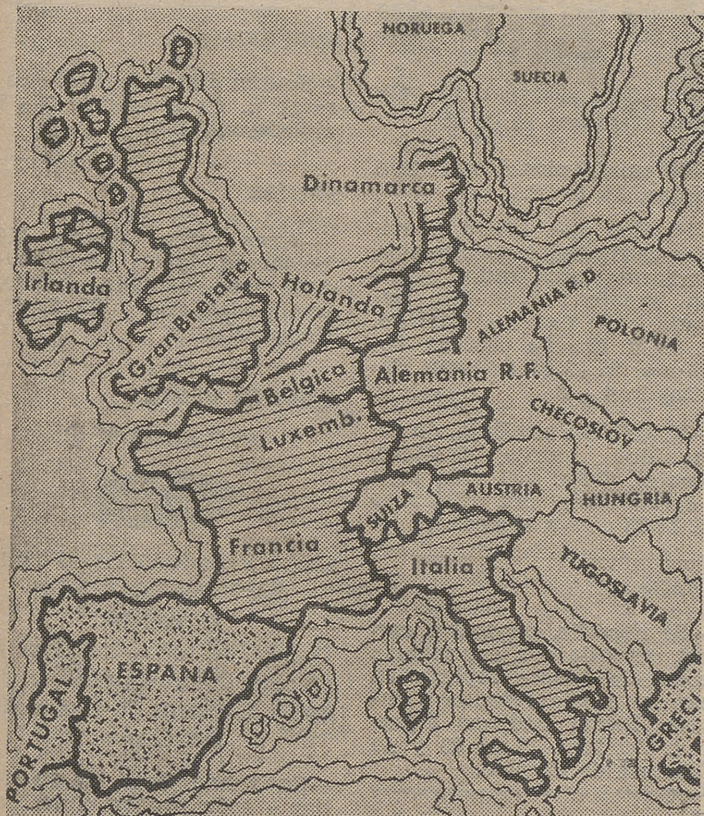 NORUEGA
SUECIA
Dinamarca
Irlanda
Gran Bretaña
Holanda
ALEMANIA R.D
POLONIA
Bélgica
Alemania R.F.
Luxemb.
CHECOSLOV
SUIZA
AUSTRIA
HUNGRIA
Francia
Italia
YUGOSLAVIA
ESPAÑA
PORTUGAL
GRECI